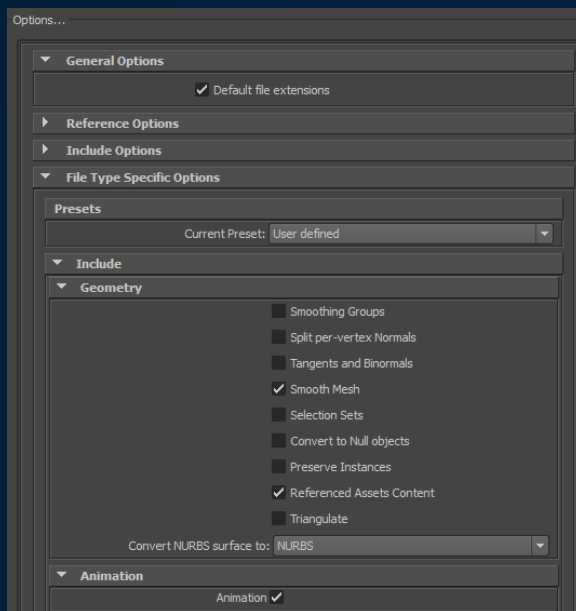 Options...
General Options
Default file extensions
Reference Options
Include Options
File Type Specific Options
Presets
Current Preset: User defined
Include
Geometry
Smoothing Groups
Split per-vertex Normals
Tangents and Binormals
Smooth Mesh
Selection Sets
Convert to Null objects
Preserve Instances
Referenced Assets Content
Triangulate
Convert NURBS surface to: NURBS
Animation
Animation